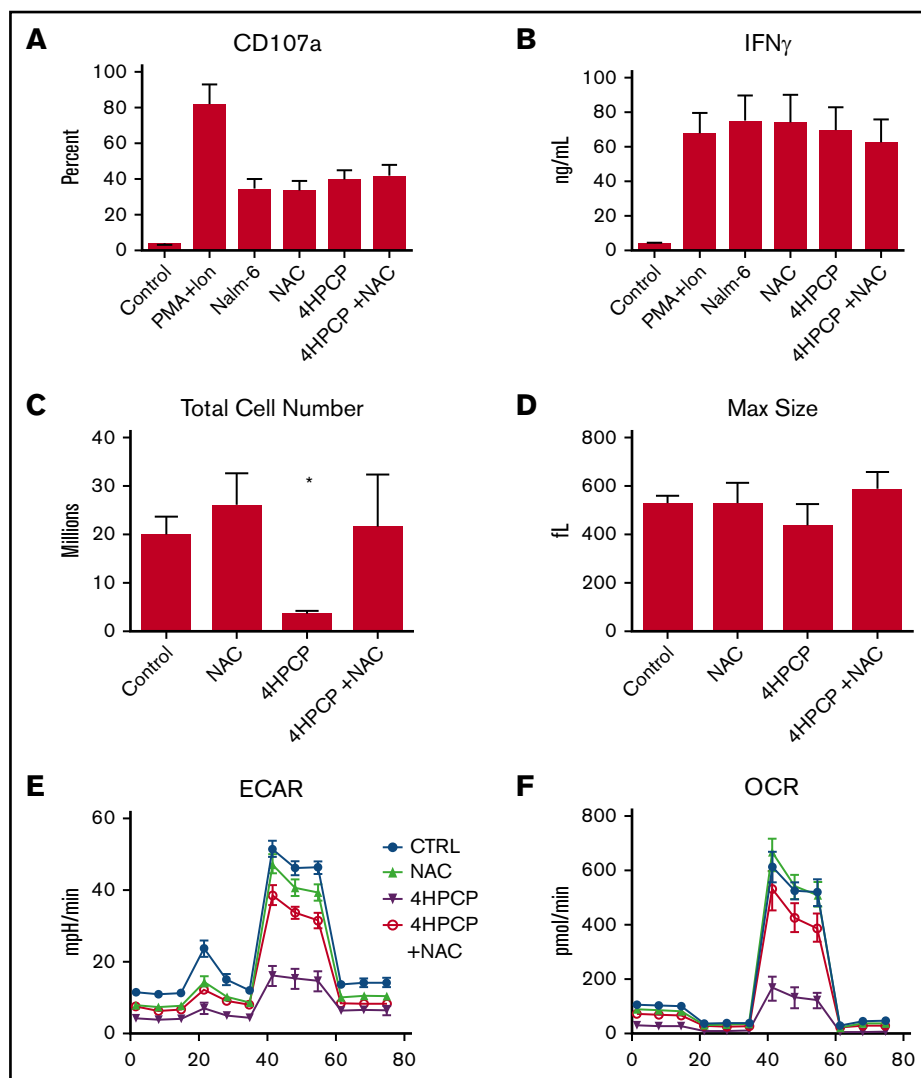 A
CD107a
Percent
100
80
60
40
20
0
Control
PMA+Ion
Nalm-6
NAC
4HPCP
4HPCP +NAC
B
IFNγ
ng/mL
100
80
60
40
20
0
Control
PMA+Ion
Nalm-6
NAC
4HPCP
4HPCP +NAC
C
Total Cell Number
Millions
40
30
20
10
0
*
Control
NAC
4HPCP
4HPCP +NAC
D
Max Size
fL
800
600
400
200
0
Control
NAC
4HPCP
4HPCP +NAC
E
ECAR
mpH/min
60
40
20
0
0 20 40 60 80
CTRL
NAC
4HPCP
4HPCP
+NAC
F
OCR
pmol/min
800
600
400
200
0
0 20 40 60 80